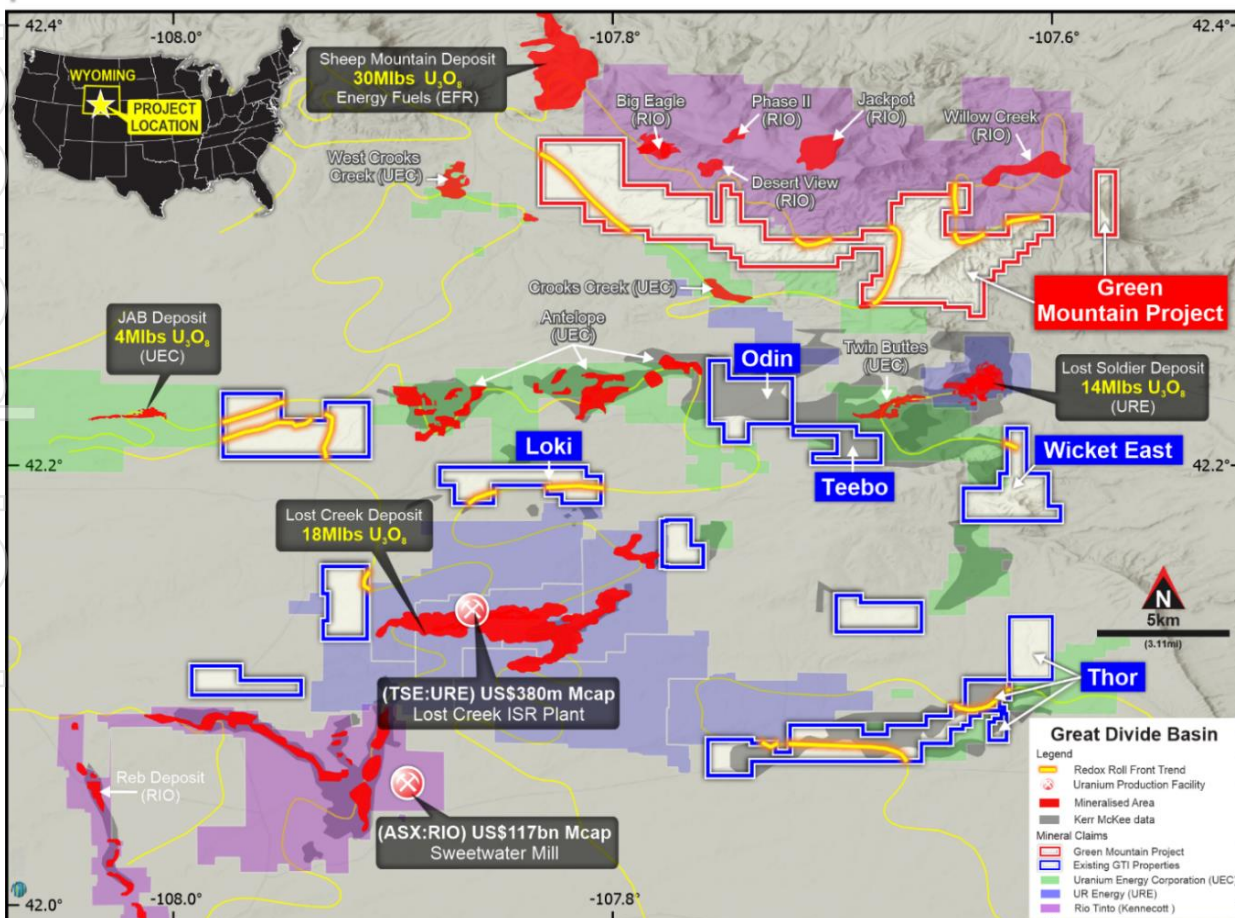 42.4°
-108.0°
-107.8°
-107.6°
42.4°
WYOMING
PROJECT
LOCATION
Sheep Mountain Deposit
30Mlbs U₃O₈
Energy Fuels (EFR)
Big Eagle
(RIO)
Phase II
(RIO)
Jackpot
(RIO)
Willow Creek
(RIO)
West Crooks
Creek (UEC)
Desert View
(RIO)
Crooks Creek (UEC)
Green
Mountain Project
JAB Deposit
4Mlbs U₃O₈
(UEC)
Antelope
(UEC)
Odin
Twin Buttes
(UEC)
Lost Soldier Deposit
14Mlbs U₃O₈
(URE)
42.2°
42.2°
Loki
Teebo
Wicket East
Lost Creek Deposit
18Mlbs U₃O₈
N
5km
(3.11mi)
(TSE:URE) US$380m Mcap
Lost Creek ISR Plant
Thor
Reb Deposit
(RIO)
(ASX:RIO) US$117bn Mcap
Sweetwater Mill
Great Divide Basin
Legend
Redox Roll Front Trend
Uranium Production Facility
Mineralised Area
Kerr McKee data
Mineral Claims
Green Mountain Project
Existing GTI Properties
Uranium Energy Corporation (UEC)
UR Energy (URE)
Rio Tinto (Kennecott )
42.0°
-108.0°
-107.8°